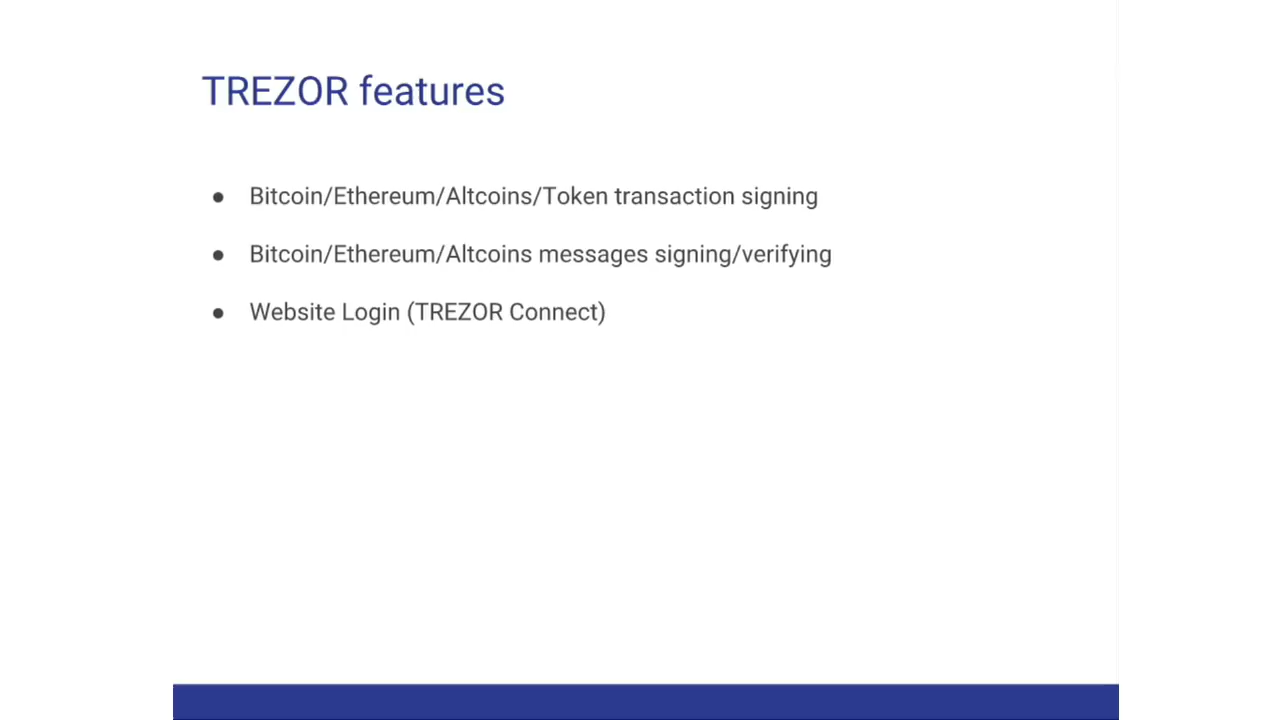 TREZOR features
● Bitcoin/Ethereum/Altcoins/Token transaction signing
● Bitcoin/Ethereum/Altcoins messages signing/verifying
● Website Login (TREZOR Connect)